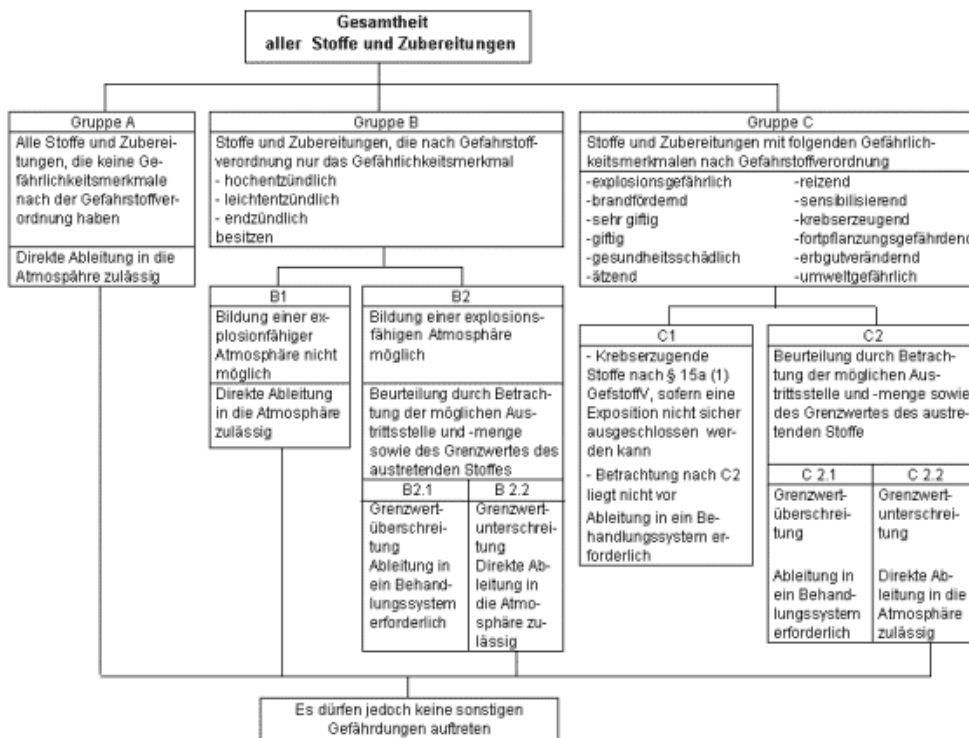 Gesamtheit
aller Stoffe und Zubereitungen
Gruppe A
Alle Stoffe und Zuberei-
tungen, die keine Ge-
fährlichkeitsmerkmale
nach der Gefahrstoffver-
ordnung haben
Direkte Ableitung in die
Atmospähre zulässig
Gruppe B
Stoffe und Zubereitungen, die nach Gefahrstoff-
verordnung nur das Gefährlichkeitsmerkmal
- hochentzündlich
- leichtentzündlich
- endzündlich
besitzen
B1
Bildung einer ex-
plosionfähiger
Atmosphäre nicht
möglich
Direkte Ableitung
in die Atmosphäre
zulässig
B2
Bildung einer explosions-
fähigen Atmosphäre
möglich
Beurteilung durch Betrach-
tung der möglichen Aus-
trittsstelle und -menge
sowie des Grenzwertes des
austretenden Stoffes
B2.1
Grenzwert-
überschrei-
tung
Ableitung in
ein Behand-
lungssystem
erforderlich
B 2.2
Grenzwert-
unterschrei-
tung
Direkte Ab-
leitung in
die Atmo-
sphäre zu-
lässig
Gruppe C
Stoffe und Zubereitungen mit folgenden Gefährlich-
keitsmerkmalen nach Gefahrstoffverordnung
-explosionsgefährlich
-brandfördernd
-sehr giftig
-giftig
-gesundheitsschädlich
-ätzend
-reizend
-sensibilisierend
-krebserzeugend
-fortpflanzungsgefährdend
-erbgutverändernd
-umweltgefährlich
C1
- Krebserzugende
Stoffe nach § 15a (1)
GefstoffV, sofern eine
Exposition nicht sicher
ausgeschlossen wer-
den kann
- Betrachtung nach C2
liegt nicht vor
Ableitung in ein Be-
handlungssystem er-
forderlich
C2
Beurteilung durch Betrach-
tung der möglichen Aus-
trittsstelle und -menge sowie
des Grenzwertes des austre-
tenden Stoffe
C 2.1
Grenzwert-
überschrei-
tung
Ableitung in
ein Behand-
lungssystem
erforderlich
C 2.2
Grenzwert-
unterschrei-
tung
Direkte Ab-
leitung in die
Atmosphäre
zulässig
Es dürfen jedoch keine sonstigen
Gefährdungen auftreten